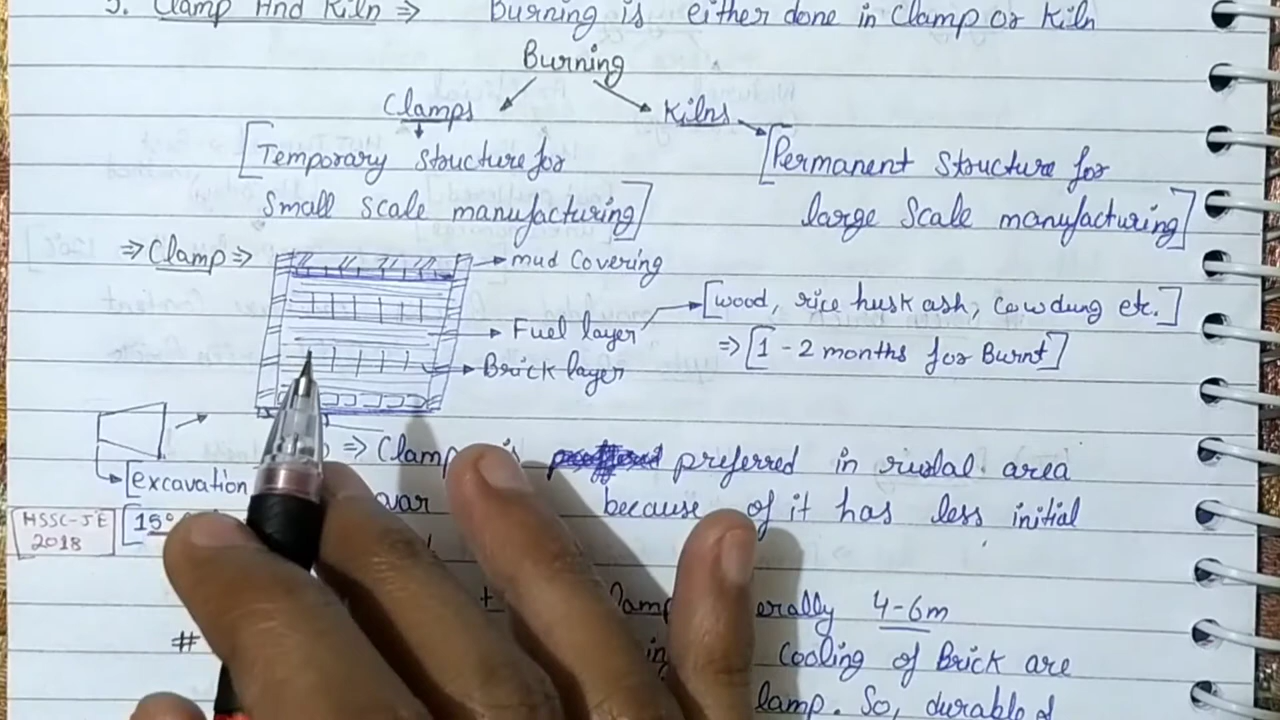 5. Clamp And Kiln ⇒ Burning is either done in Clamp or Kiln
Burning
Clamps Kilns
[Temporary structure for
small scale manufacturing]
[Permanent Structure for
large Scale manufacturing]
⇒ Clamp ⇒
mud Covering
Fuel layer
[wood, rice husk ash, Cowdung etc.]
⇒ [1 - 2 months for Burnt]
Brick layer
[excavation
⇒ Clamp preferred in rural area
because of it has less initial
HSSC-JE
2018
[15°
4-6m
#
Cooling of Brick are
So, durable &